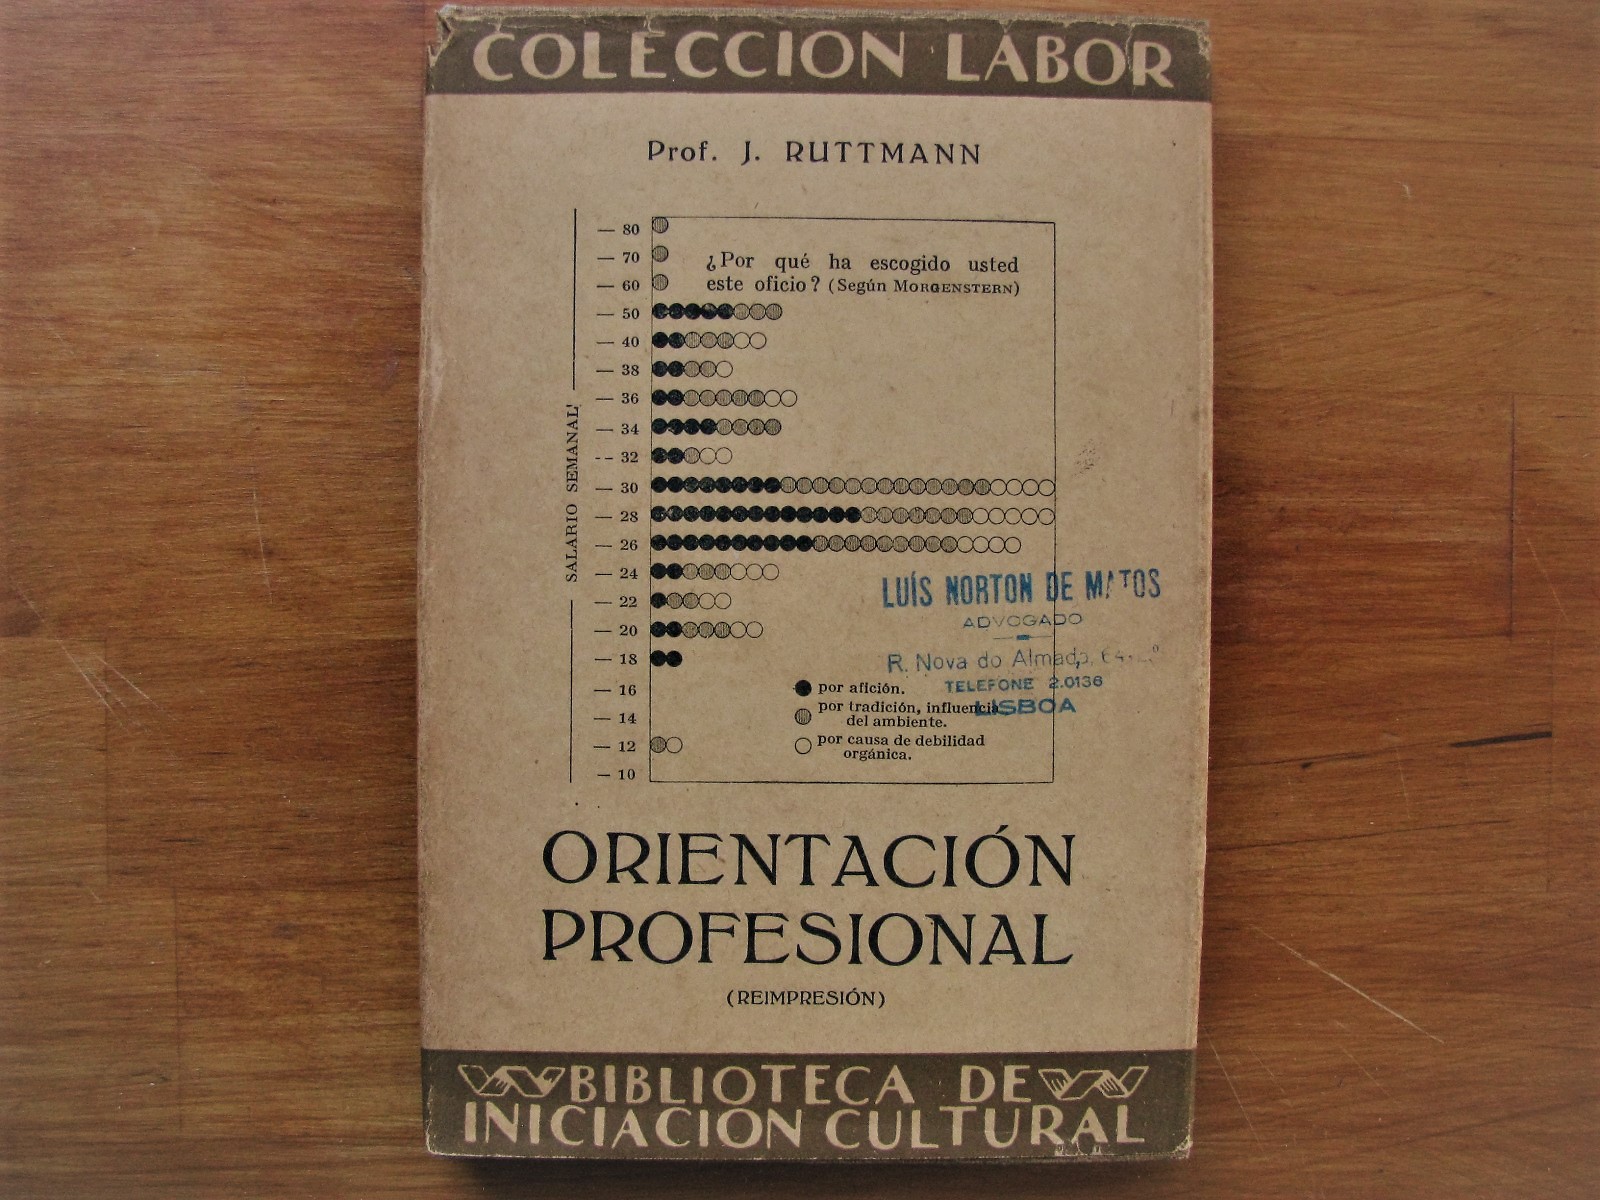 COLECCION LABOR
Prof. J. RUTTMANN
¿Por qué ha escogido usted
este oficio? (Según MORGENSTERN)
SALARIO SEMANAL
— 80
— 70
— 60
— 50
— 40
— 38
— 36
— 34
-- 32
— 30
— 28
— 26
— 24
— 22
— 20
— 18
— 16
— 14
— 12
— 10
por afición.
por tradición, influencia
del ambiente.
por causa de debilidad
orgánica.
LUÍS NORTON DE MATOS
ADVOGADO
R. Nova do Almada,
TELEFONE 2.0136
LISBOA
ORIENTACIÓN
PROFESIONAL
(REIMPRESIÓN)
BIBLIOTECA DE
INICIACION CULTURAL